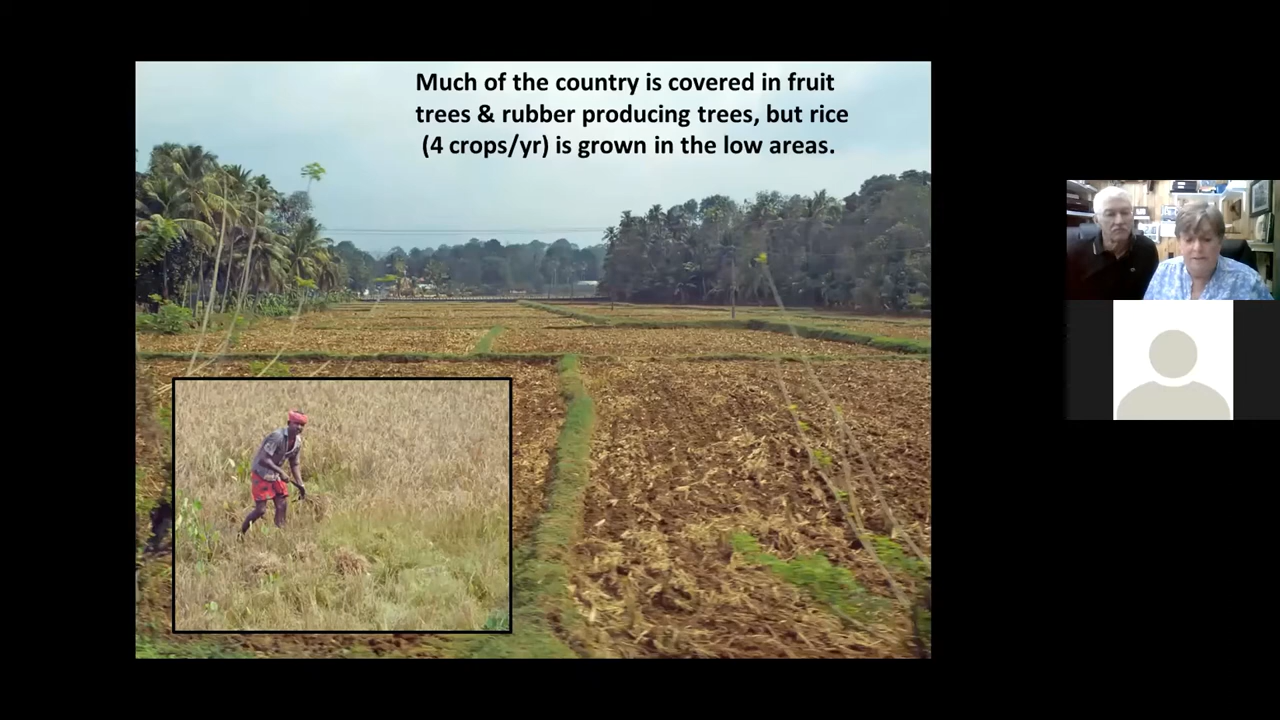 Much of the country is covered in fruit
trees & rubber producing trees, but rice
(4 crops/yr) is grown in the low areas.